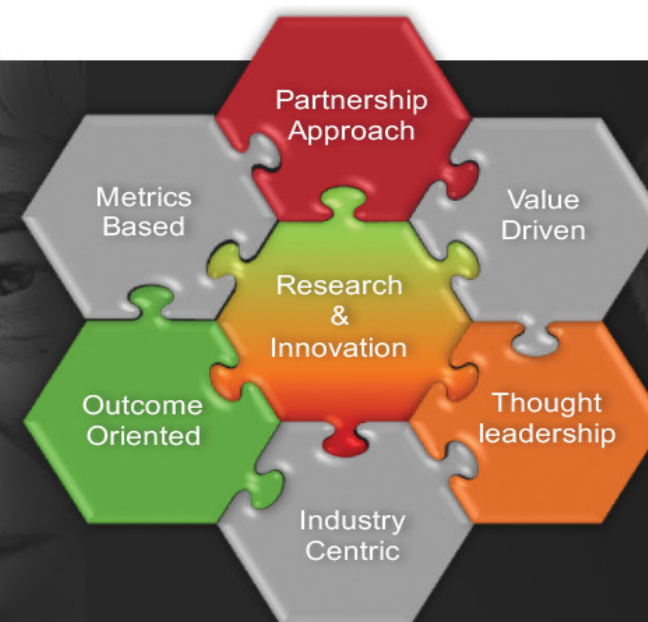 Partnership
Approach
Metrics
Based
Value
Driven
Research
&
Innovation
Outcome
Oriented
Thought
leadership
Industry
Centric